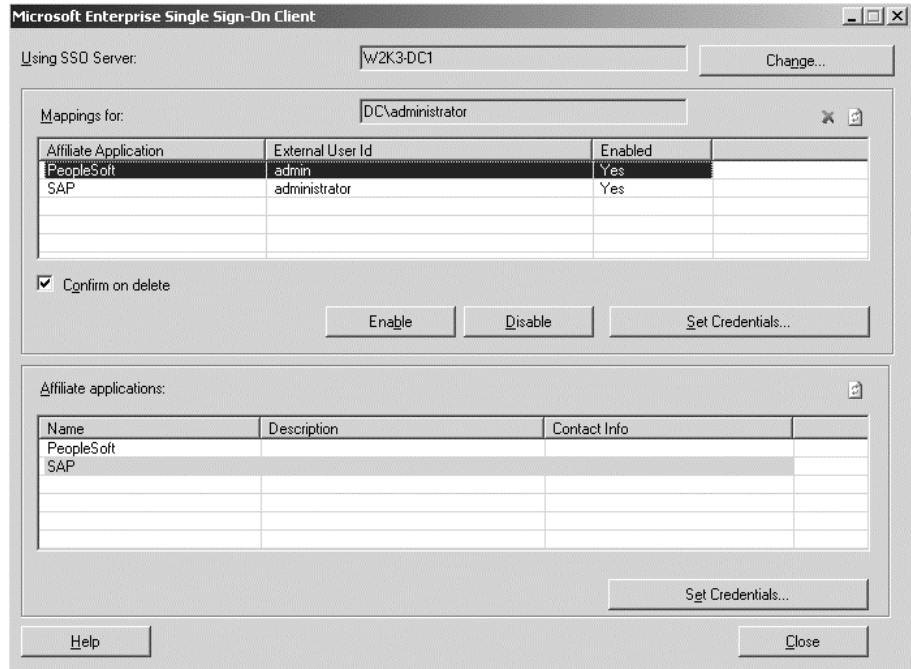 Microsoft Enterprise Single Sign-On Client
Using SSO Server: W2K3-DC1 Change...
Mappings for: DC\administrator
Affiliate Application External User Id Enabled
PeopleSoft admin Yes
SAP administrator Yes
Confirm on delete
Enable Disable Set Credentials...
Affiliate applications:
Name Description Contact Info
PeopleSoft
SAP
Set Credentials...
Help Close